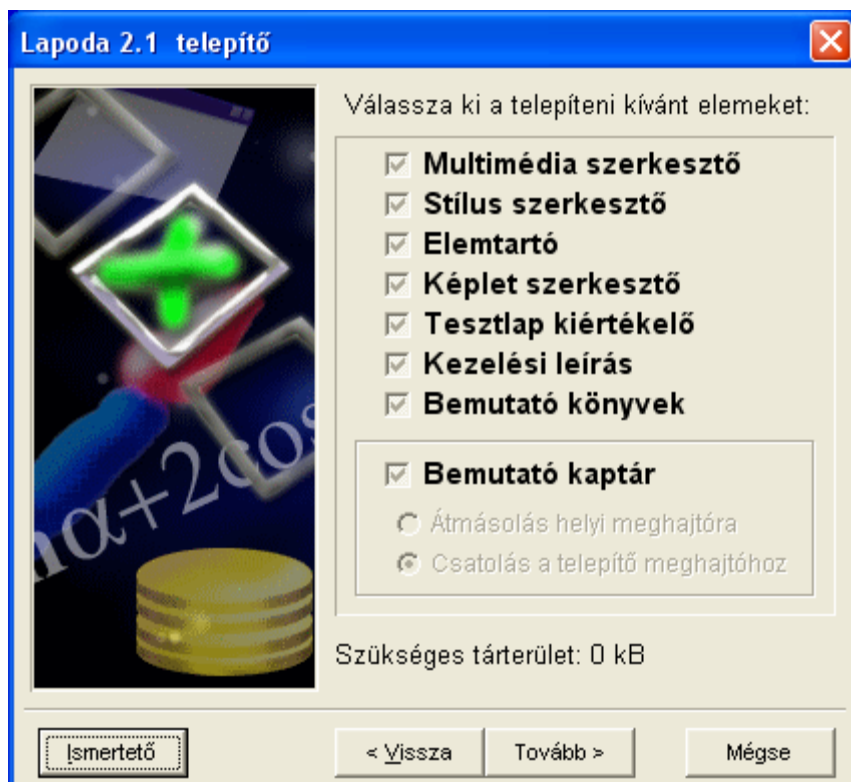 Lapoda 2.1 telepítő
Válassza ki a telepíteni kívánt elemeket:
Multimédia szerkesztő
Stílus szerkesztő
Elemtartó
Képlet szerkesztő
Tesztlap kiértékelő
Kezelési leírás
Bemutató könyvek
Bemutató kaptár
Átmásolás helyi meghajtóra
Csatolás a telepítő meghajtóhoz
nα+2cos
Szükséges tárterület: 0 kB
Ismertető
< Vissza
Tovább >
Mégse